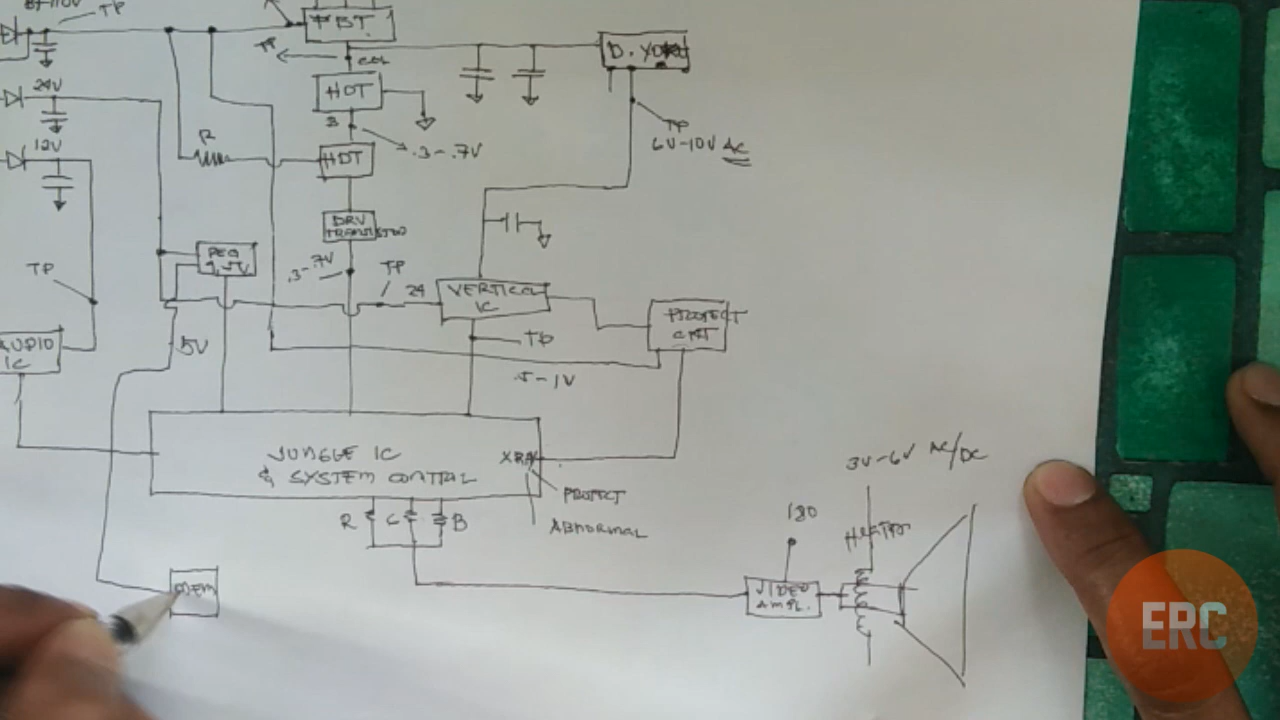 TP
FBT.
TP
COL
D. YOKE
24V
HOT
B
TP
6V-10V AC
12V
R
HDT
.3-.7V
DRV
TRANSISTOR
REG
.3-.7V
TP
TP
24
VERTICAL
IC
PROTECT
CKT
TP
AUDIO
IC
5V
.5-1V
JUNGLE IC
& SYSTEM CONTROL
XRAY
PROTECT
ABNORMAL
R G B
3V-6V AC/DC
180
HEATER
MEM
VIDEO
AMPL.
ERC